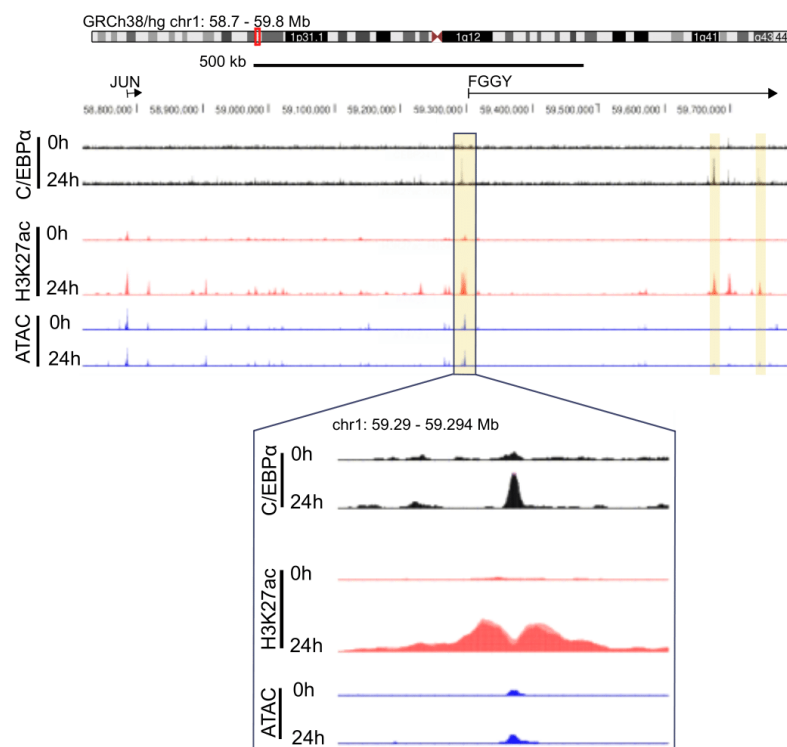 GRCh38/hg chr1: 58.7 - 59.8 Mb
1p31.1 1q12 1q41 q43 44
500 kb
JUN FGGY
58,800,000 58,900,000 59,000,000 59,100,000 59,200,000 59,300,000 59,400,000 59,500,000 59,600,000 59,700,000
C/EBPα
0h
24h
H3K27ac
0h
24h
ATAC
0h
24h
chr1: 59.29 - 59.294 Mb
C/EBPα
0h
24h
H3K27ac
0h
24h
ATAC
0h
24h